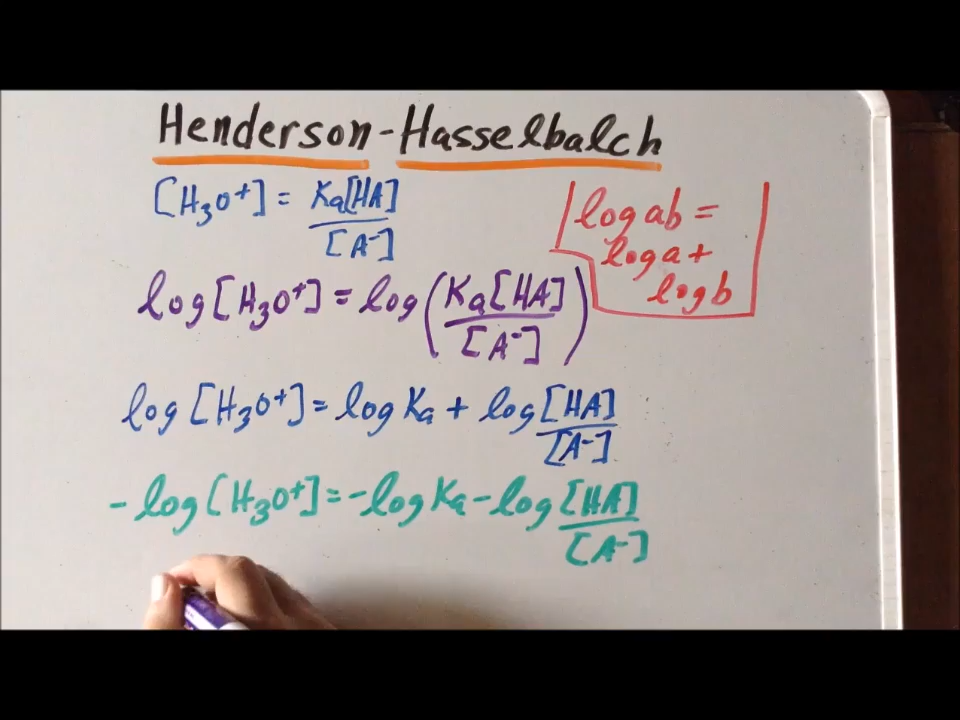 Henderson-Hasselbalch
[H₃O⁺] = Ka[HA]
[A⁻]
log ab =
log a +
log b
log [H₃O⁺] = log (Ka[HA]
[A⁻])
log [H₃O⁺] = log Ka + log [HA]
[A⁻]
-log [H₃O⁺] = -log Ka - log [HA]
[A⁻]